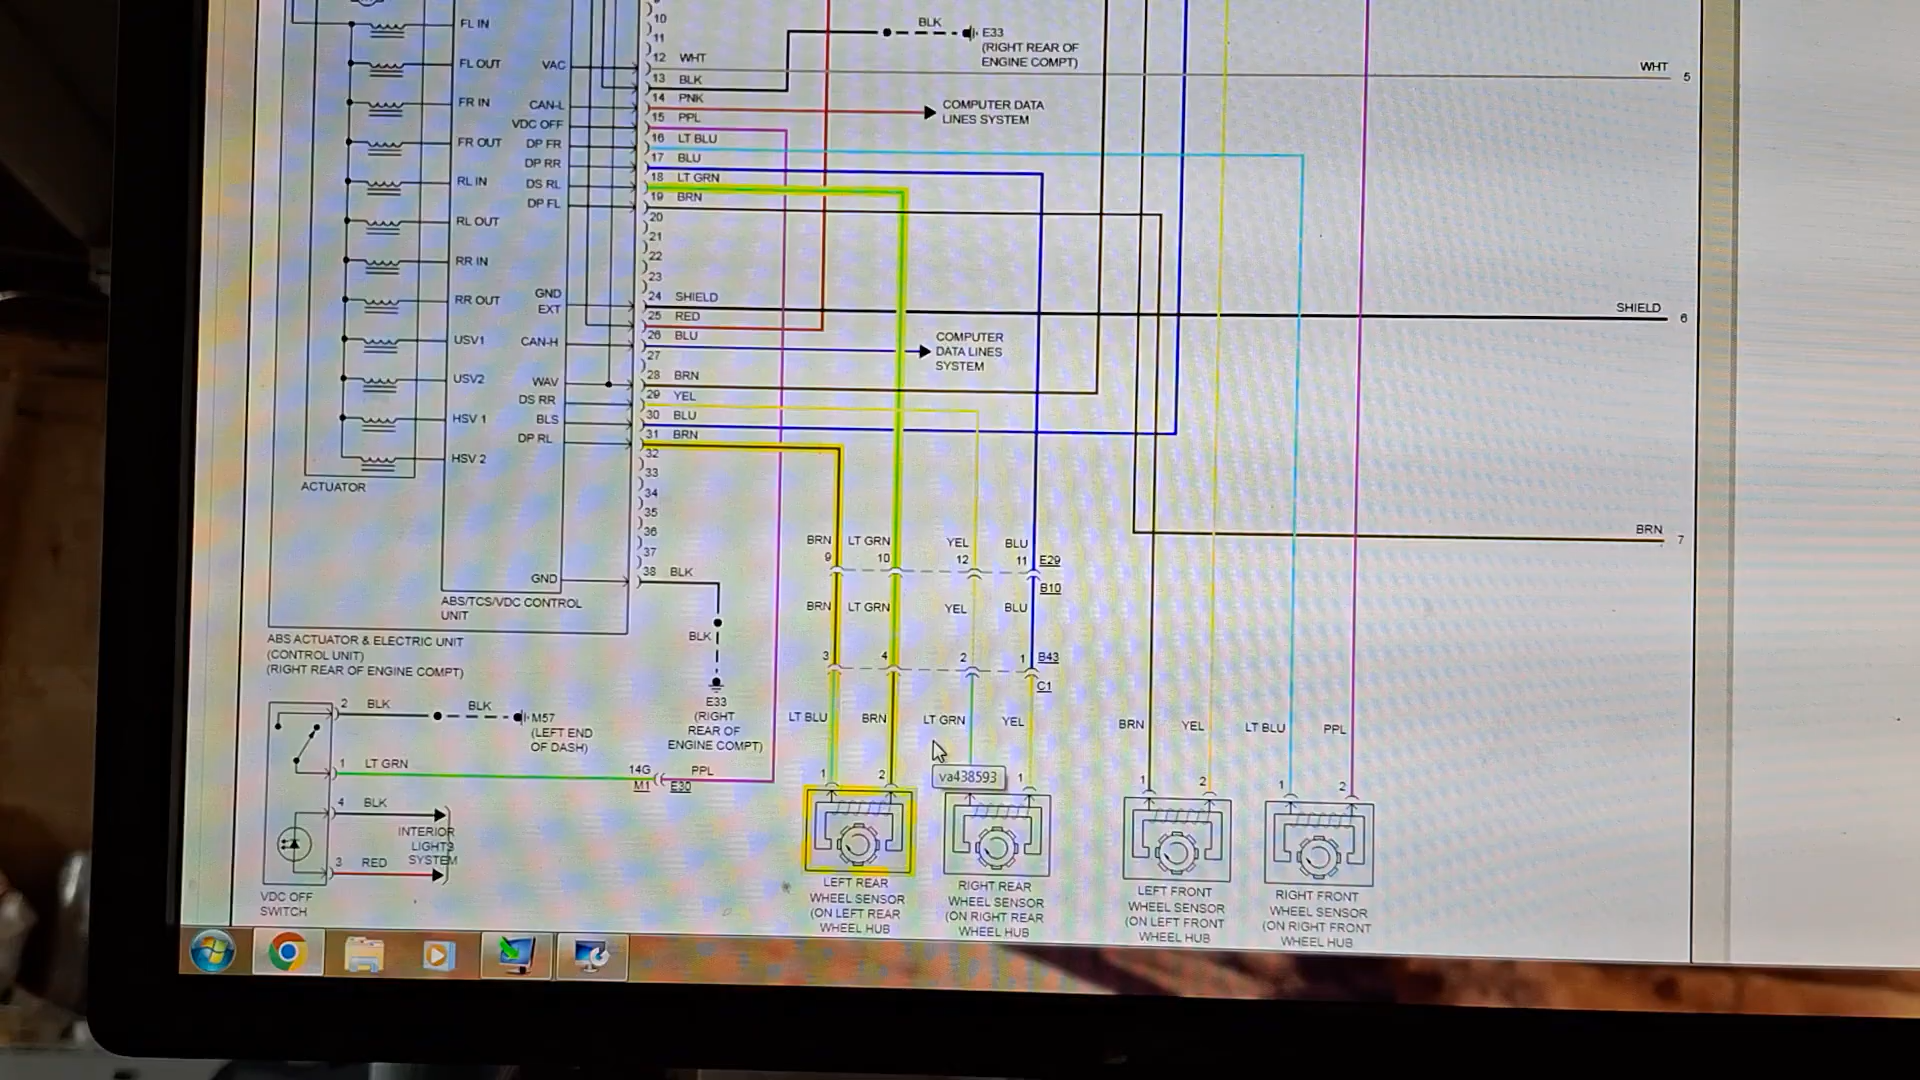 FL IN
FL OUT
FR IN
FR OUT
RL IN
RL OUT
RR IN
RR OUT
USV1
USV2
HSV 1
HSV 2
ACTUATOR
VAC
CAN-L
VDC OFF
DP FR
DP RR
DS RL
DP FL
GND
EXT
CAN-H
WAV
DS RR
BLS
DP RL
GND
ABS/TCS/VDC CONTROL
UNIT
ABS ACTUATOR & ELECTRIC UNIT
(CONTROL UNIT)
(RIGHT REAR OF ENGINE COMPT)
10
11
12 WHT
13 BLK
14 PNK
15 PPL
16 LT BLU
17 BLU
18 LT GRN
19 BRN
20
21
22
23
24 SHIELD
25 RED
26 BLU
27
28 BRN
29 YEL
30 BLU
31 BRN
32
33
34
35
36
37
38 BLK
BLK
E33
(RIGHT REAR OF
ENGINE COMPT)
COMPUTER DATA
LINES SYSTEM
COMPUTER
DATA LINES
SYSTEM
WHT 5
SHIELD 6
BRN 7
BLK
E33
(RIGHT
REAR OF
ENGINE COMPT)
BRN LT GRN YEL BLU
9 10 12 11 E29
B10
BRN LT GRN YEL BLU
3 4 2 1 B43
C1
LT BLU BRN LT GRN YEL BRN YEL LT BLU PPL
va438593
1 2 1 1 2 1 2
LEFT REAR
WHEEL SENSOR
(ON LEFT REAR
WHEEL HUB
RIGHT REAR
WHEEL SENSOR
(ON RIGHT REAR
WHEEL HUB
LEFT FRONT
WHEEL SENSOR
(ON LEFT FRONT
WHEEL HUB
RIGHT FRONT
WHEEL SENSOR
(ON RIGHT FRONT
WHEEL HUB
2 BLK BLK M57
(LEFT END
OF DASH)
1 LT GRN 14G PPL
M1 E30
4 BLK
INTERIOR
LIGHTS
SYSTEM
3 RED
VDC OFF
SWITCH